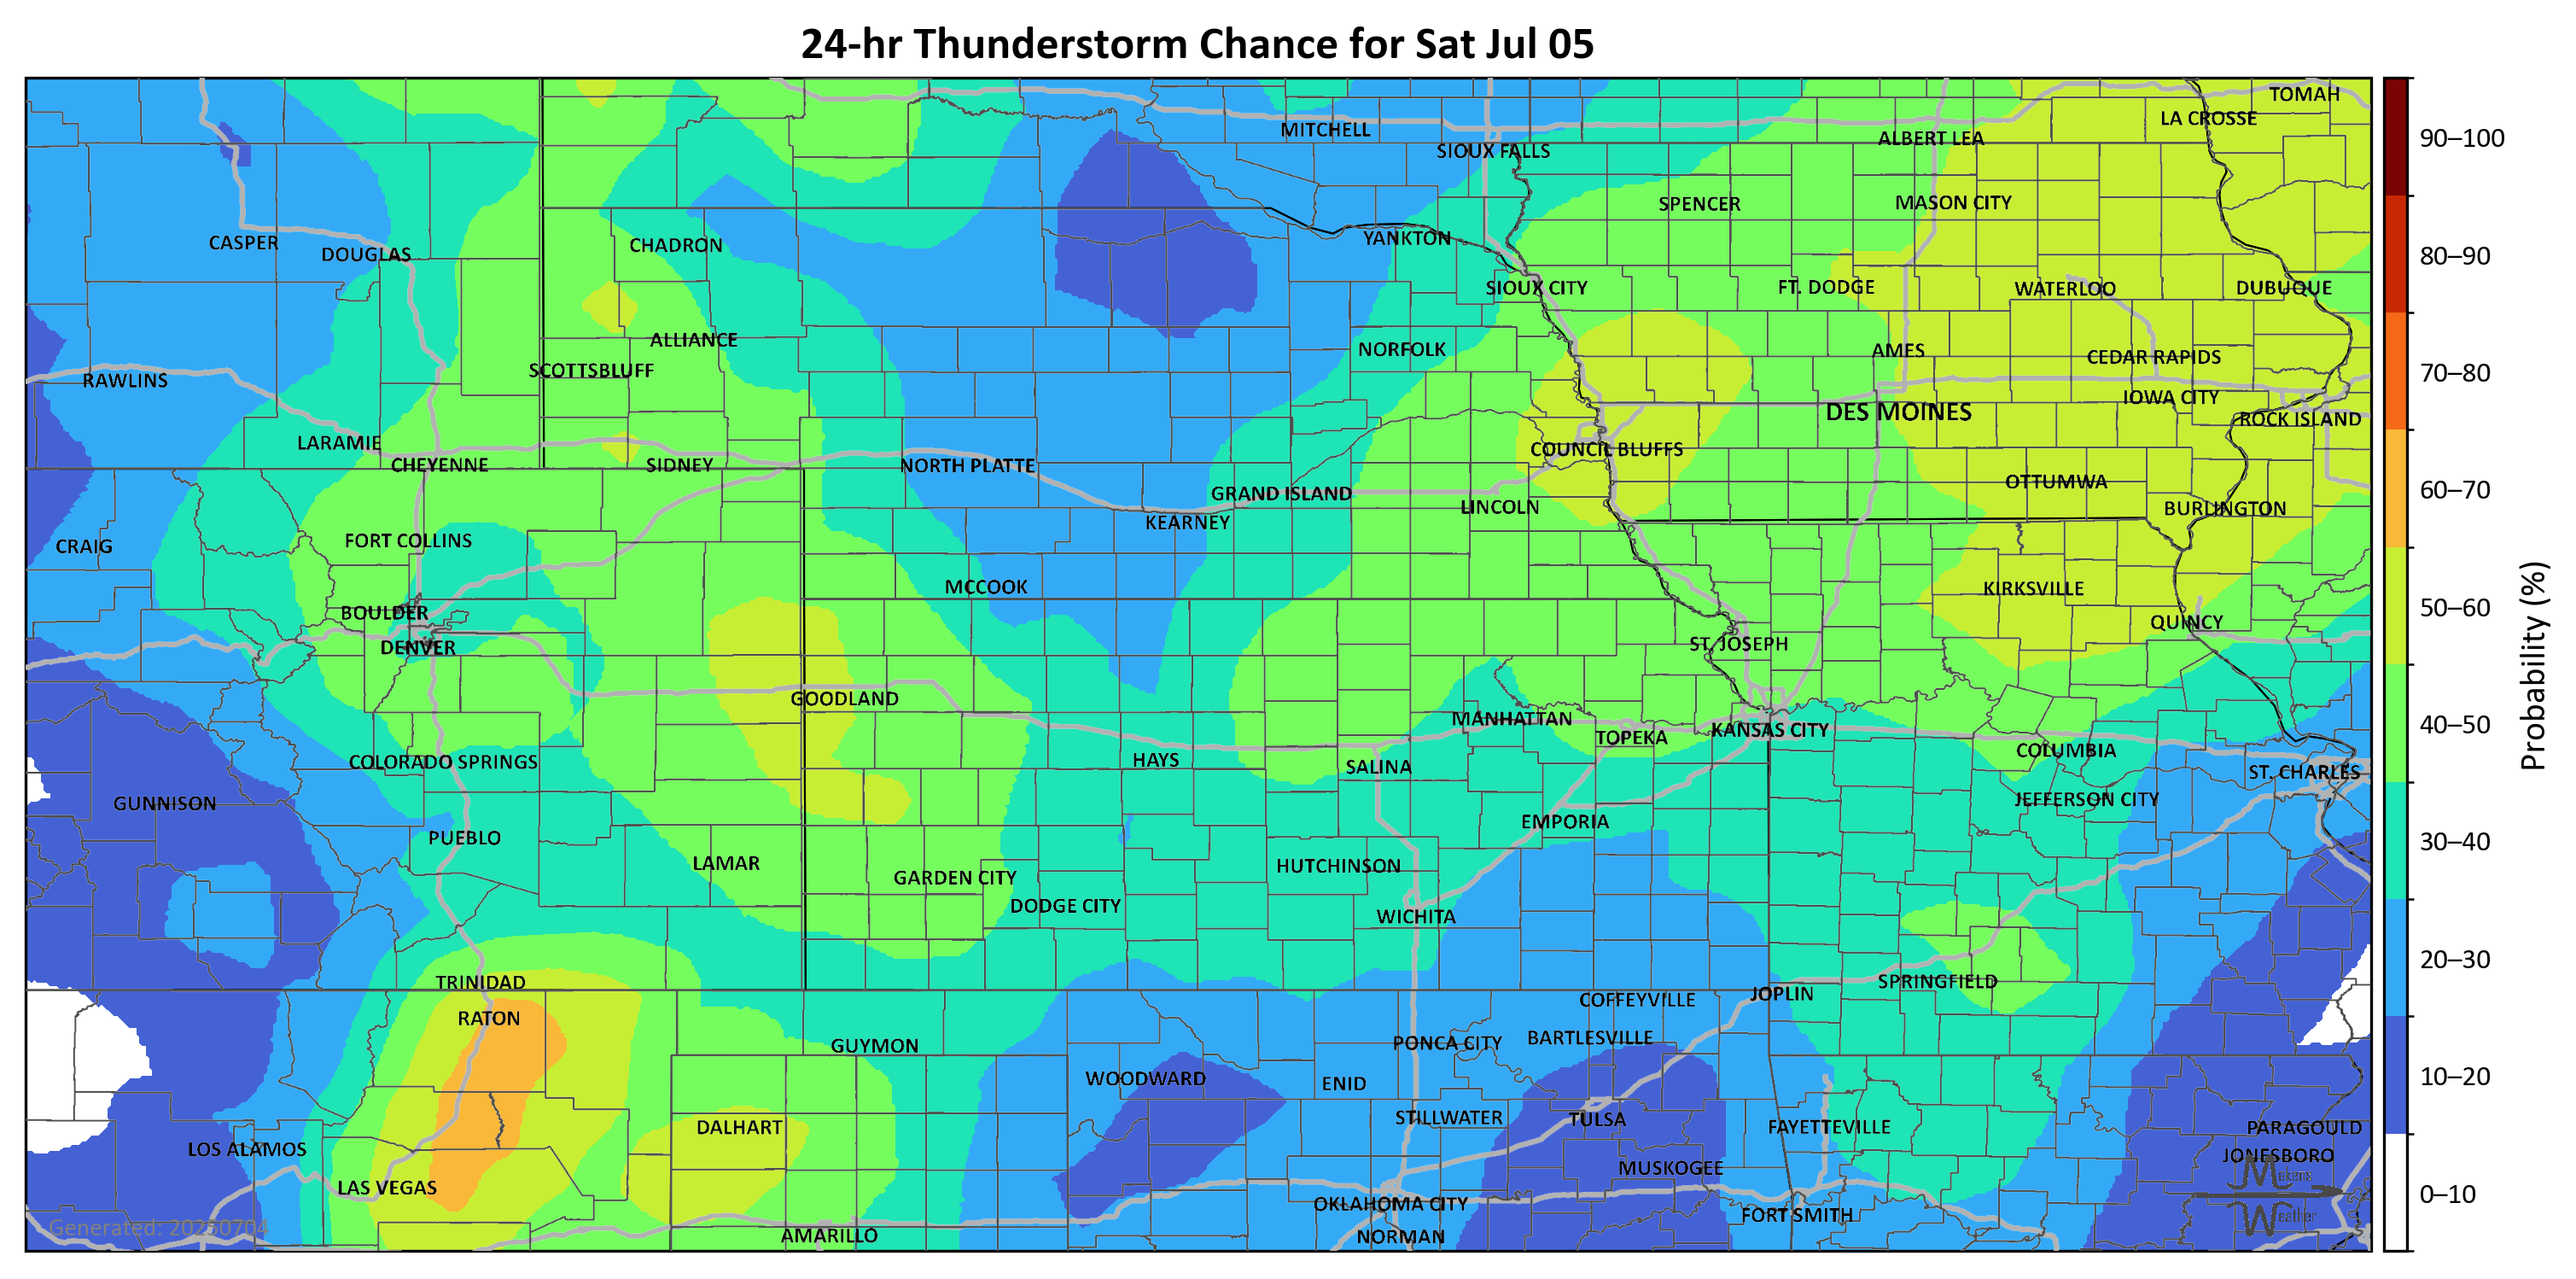 24-hr Thunderstorm Chance for Sat Jul 05
TOMAH
LA CROSSE
MITCHELL
ALBERT LEA
SIOUX FALLS
SPENCER
MASON CITY
CASPER
DOUGLAS
CHADRON
YANKTON
SIOUX CITY
FT. DODGE
WATERLOO
DUBUQUE
ALLIANCE
NORFOLK
AMES
CEDAR RAPIDS
RAWLINS
SCOTTSBLUFF
IOWA CITY
DES MOINES
ROCK ISLAND
LARAMIE
COUNCIL BLUFFS
CHEYENNE
SIDNEY
NORTH PLATTE
OTTUMWA
GRAND ISLAND
LINCOLN
BURLINGTON
KEARNEY
CRAIG
FORT COLLINS
MCCOOK
KIRKSVILLE
BOULDER
QUINCY
DENVER
ST. JOSEPH
GOODLAND
MANHATTAN
TOPEKA
KANSAS CITY
COLUMBIA
COLORADO SPRINGS
HAYS
SALINA
ST. CHARLES
GUNNISON
JEFFERSON CITY
PUEBLO
EMPORIA
LAMAR
HUTCHINSON
GARDEN CITY
DODGE CITY
WICHITA
TRINIDAD
SPRINGFIELD
JOPLIN
COFFEYVILLE
RATON
GUYMON
PONCA CITY
BARTLESVILLE
WOODWARD
ENID
STILLWATER
TULSA
DALHART
FAYETTEVILLE
PARAGOULD
LOS ALAMOS
JONESBORO
MUSKOGEE
LAS VEGAS
OKLAHOMA CITY
FORT SMITH
AMARILLO
NORMAN
Generated: 20250704
Makens
Weather
90–100
80–90
70–80
60–70
50–60
40–50
30–40
20–30
10–20
0–10
Probability (%)